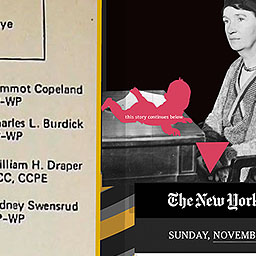 ye
mmot Copeland
-WP
harles L. Burdick
-WP
illiam H. Draper
CC, CCPE
dney Swensrud
P-WP
this story continues below
The New York
SUNDAY, NOVEMB